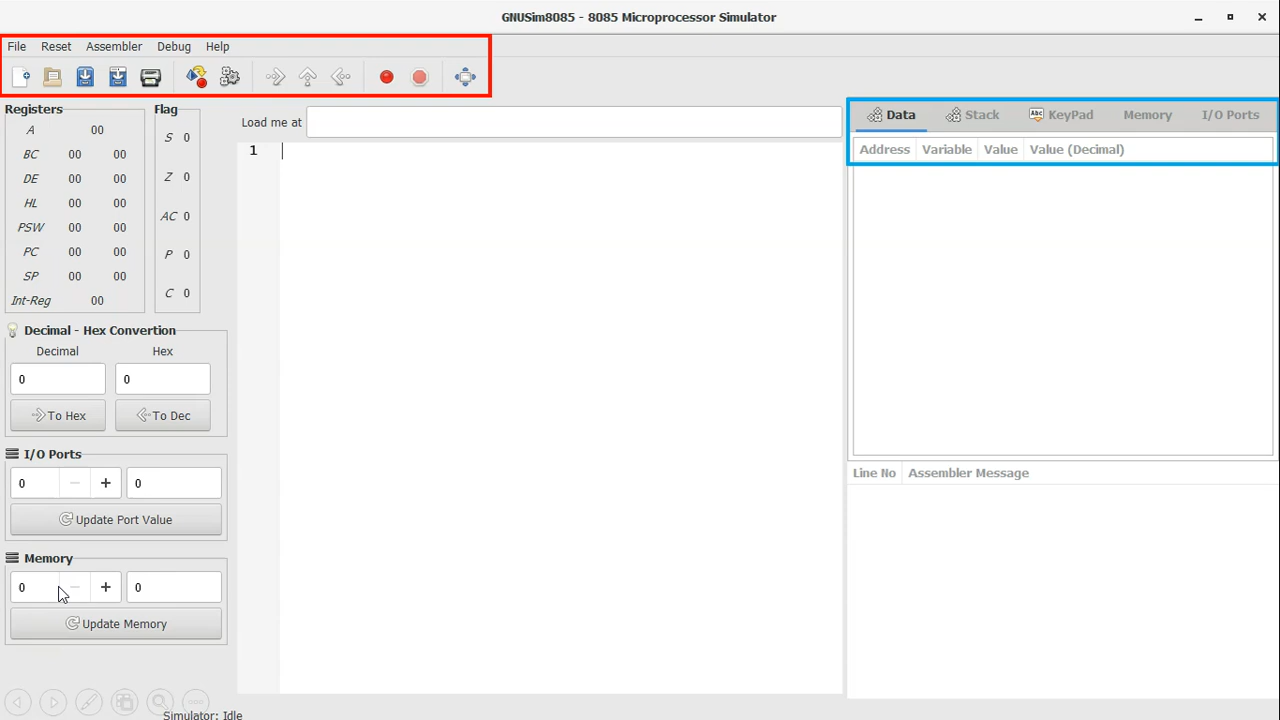 GNUSim8085 - 8085 Microprocessor Simulator
File Reset Assembler Debug Help
Registers
A 00
BC 00 00
DE 00 00
HL 00 00
PSW 00 00
PC 00 00
SP 00 00
Int-Reg 00
Flag
S 0
Z 0
AC 0
P 0
C 0
Decimal - Hex Convertion
Decimal Hex
0 0
To Hex To Dec
I/O Ports
0 − + 0
Update Port Value
Memory
0 − + 0
Update Memory
Load me at
1
Data Stack Abc KeyPad Memory I/O Ports
Address Variable Value Value (Decimal)
Line No Assembler Message
Simulator: Idle